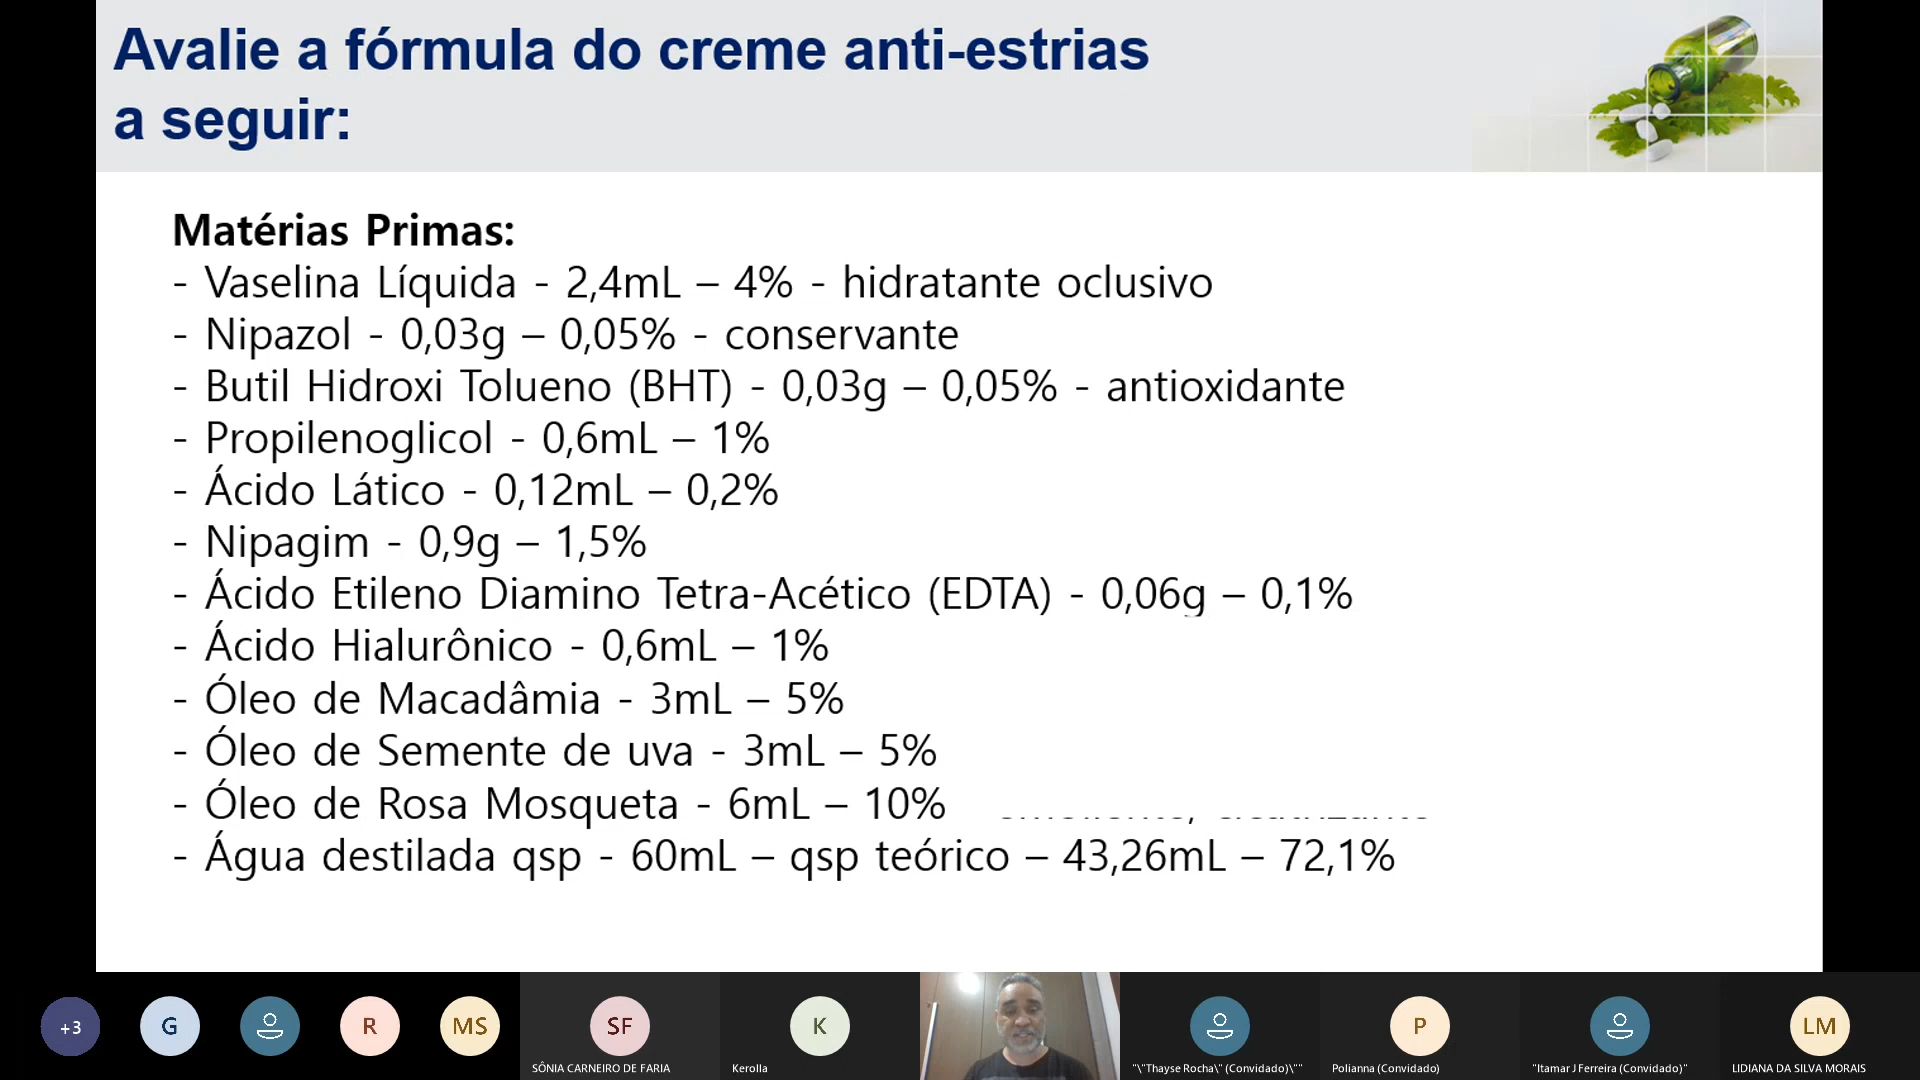 Avalie a fórmula do creme anti-estrias
a seguir:
Matérias Primas:
- Vaselina Líquida - 2,4mL – 4% - hidratante oclusivo
- Nipazol - 0,03g – 0,05% - conservante
- Butil Hidroxi Tolueno (BHT) - 0,03g – 0,05% - antioxidante
- Propilenoglicol - 0,6mL – 1%
- Ácido Lático - 0,12mL – 0,2%
- Nipagim - 0,9g – 1,5%
- Ácido Etileno Diamino Tetra-Acético (EDTA) - 0,06g – 0,1%
- Ácido Hialurônico - 0,6mL – 1%
- Óleo de Macadâmia - 3mL – 5%
- Óleo de Semente de uva - 3mL – 5%
- Óleo de Rosa Mosqueta - 6mL – 10%
- Água destilada qsp - 60mL – qsp teórico – 43,26mL – 72,1%
+3
G
R
MS
SF
K
P
LM
SÔNIA CARNEIRO DE FARIA
Kerolla
"\"Thayse Rocha\" (Convidado)\""
Polianna (Convidado)
"Itamar J Ferreira (Convidado)"
LIDIANA DA SILVA MORAIS